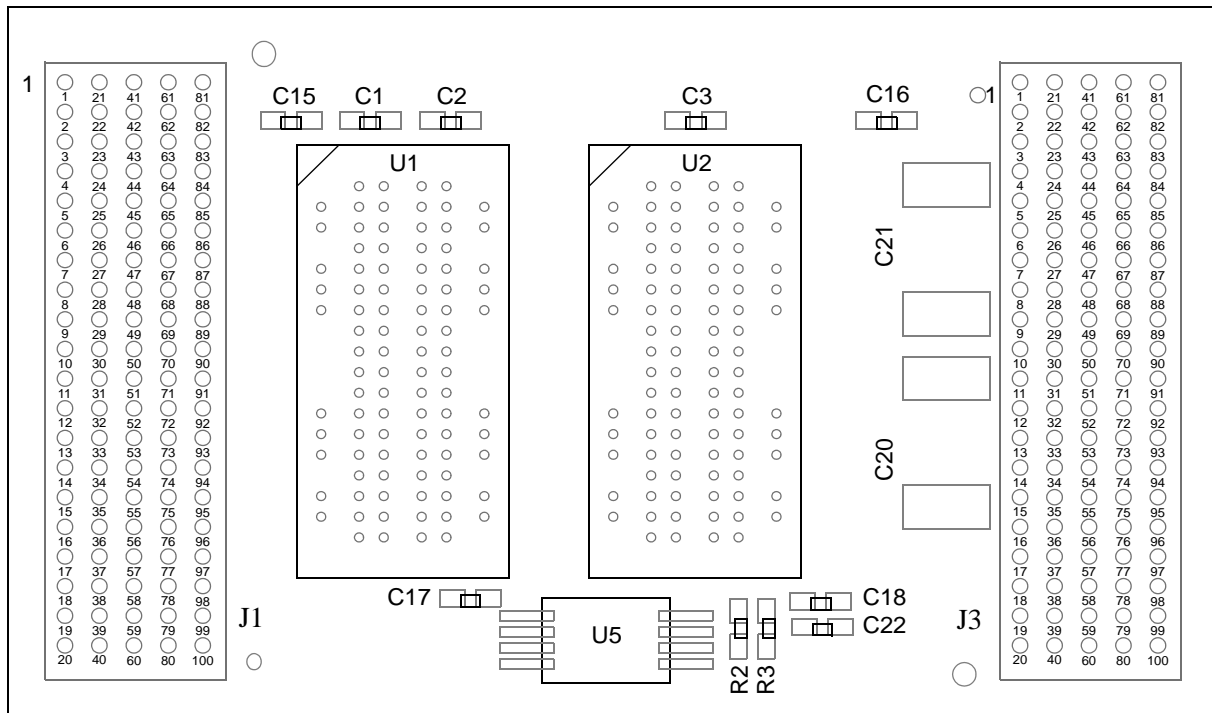 C15 C1 C2 C3 C16
1 1
1 21 41 61 81 1 21 41 61 81
2 22 42 62 82 2 22 42 62 82
U1 U2
3 23 43 63 83 3 23 43 63 83
4 24 44 64 84 4 24 44 64 84
5 25 45 65 85 5 25 45 65 85
C21
6 26 46 66 86 6 26 46 66 86
7 27 47 67 87 7 27 47 67 87
8 28 48 68 88 8 28 48 68 88
9 29 49 69 89 9 29 49 69 89
10 30 50 70 90 10 30 50 70 90
11 31 51 71 91 11 31 51 71 91
12 32 52 72 92 12 32 52 72 92
C20
13 33 53 73 93 13 33 53 73 93
14 34 54 74 94 14 34 54 74 94
15 35 55 75 95 15 35 55 75 95
16 36 56 76 96 16 36 56 76 96
17 37 57 77 97 17 37 57 77 97
C17 C18
18 38 58 78 98 18 38 58 78 98
J1 J3
19 39 59 79 99 19 39 59 79 99
U5 C22
20 40 60 80 100 20 40 60 80 100
R2 R3